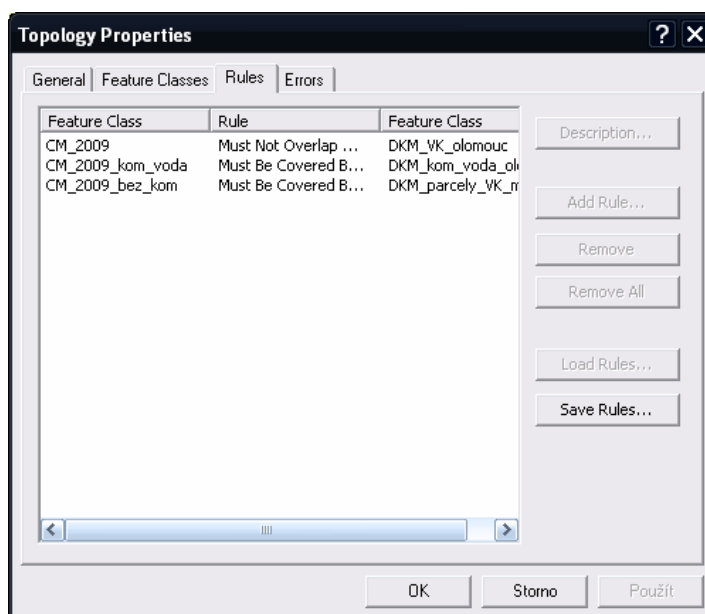 Topology Properties
General Feature Classes Rules Errors
Feature Class Rule Feature Class
CM_2009 Must Not Overlap ... DKM_VK_olomouc
CM_2009_kom_voda Must Be Covered B... DKM_kom_voda_ol
CM_2009_bez_kom Must Be Covered B... DKM_parcely_VK_m
Description...
Add Rule...
Remove
Remove All
Load Rules...
Save Rules...
OK Storno Použít